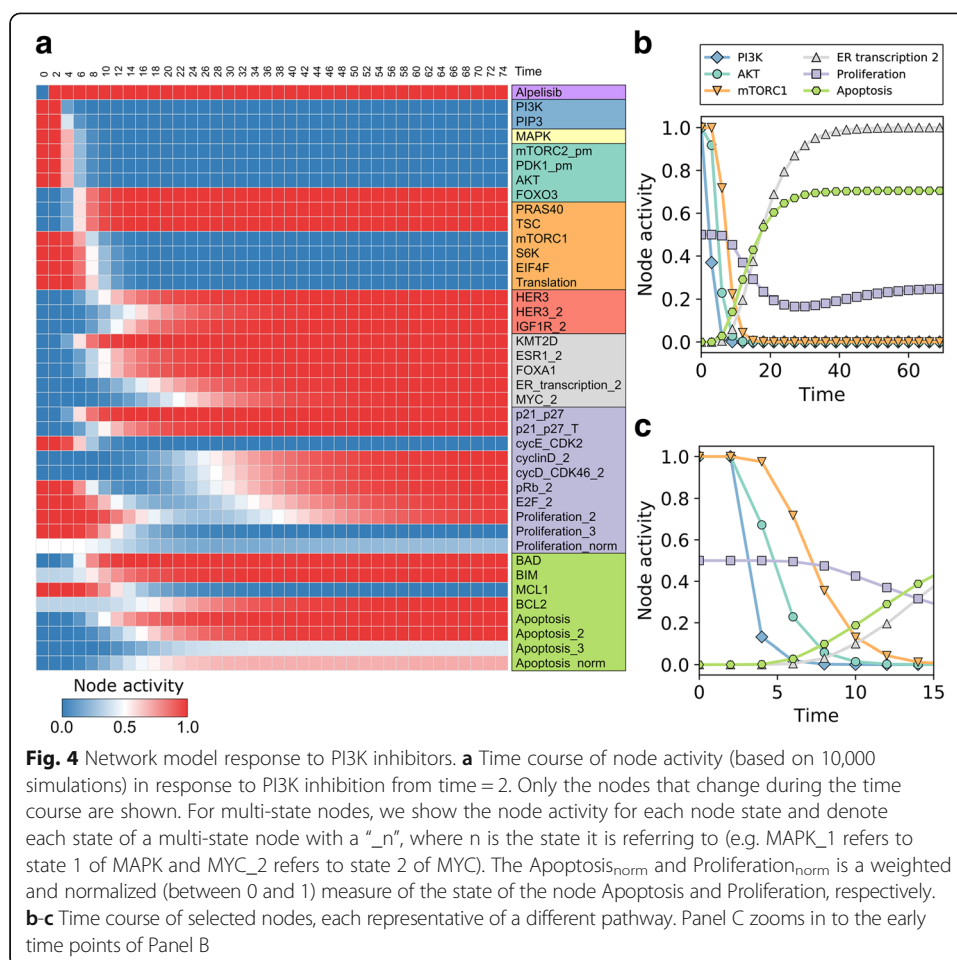 a
0 2 4 6 8 10 12 14 16 18 20 22 24 26 28 30 32 34 36 38 40 42 44 46 48 50 52 54 56 58 60 62 64 66 68 70 72 74 Time
Alpelisib
PI3K
PIP3
MAPK
mTORC2_pm
PDK1_pm
AKT
FOXO3
PRAS40
TSC
mTORC1
S6K
EIF4F
Translation
HER3
HER3_2
IGF1R_2
KMT2D
ESR1_2
FOXA1
ER_transcription_2
MYC_2
p21_p27
p21_p27_T
cycE_CDK2
cyclinD_2
cycD_CDK46_2
pRb_2
E2F_2
Proliferation_2
Proliferation_3
Proliferation_norm
BAD
BIM
MCL1
BCL2
Apoptosis
Apoptosis_2
Apoptosis_3
Apoptosis_norm
Node activity
0.0 0.5 1.0
b
PI3K ER transcription 2
AKT Proliferation
mTORC1 Apoptosis
Node activity
1.0
0.8
0.6
0.4
0.2
0.0
0 20 40 60
Time
c
Node activity
1.0
0.8
0.6
0.4
0.2
0.0
0 5 10 15
Time
Fig. 4 Network model response to PI3K inhibitors. a Time course of node activity (based on 10,000
simulations) in response to PI3K inhibition from time = 2. Only the nodes that change during the time
course are shown. For multi-state nodes, we show the node activity for each node state and denote
each state of a multi-state node with a “_n”, where n is the state it is referring to (e.g. MAPK_1 refers to
state 1 of MAPK and MYC_2 refers to state 2 of MYC). The Apoptosisnorm and Proliferationnorm is a weighted
and normalized (between 0 and 1) measure of the state of the node Apoptosis and Proliferation, respectively.
b-c Time course of selected nodes, each representative of a different pathway. Panel C zooms in to the early
time points of Panel B